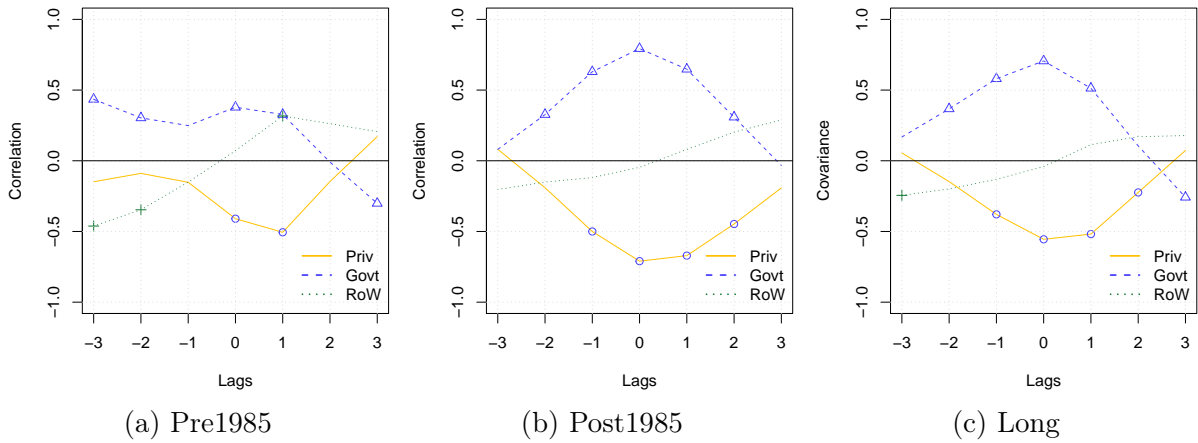 Correlation
1.0
0.5
0.0
−0.5
−1.0
−3 −2 −1 0 1 2 3
Lags
Priv
Govt
RoW
(a) Pre1985
Correlation
1.0
0.5
0.0
−0.5
−1.0
−3 −2 −1 0 1 2 3
Lags
Priv
Govt
RoW
(b) Post1985
Covariance
1.0
0.5
0.0
−0.5
−1.0
−3 −2 −1 0 1 2 3
Lags
Priv
Govt
RoW
(c) Long